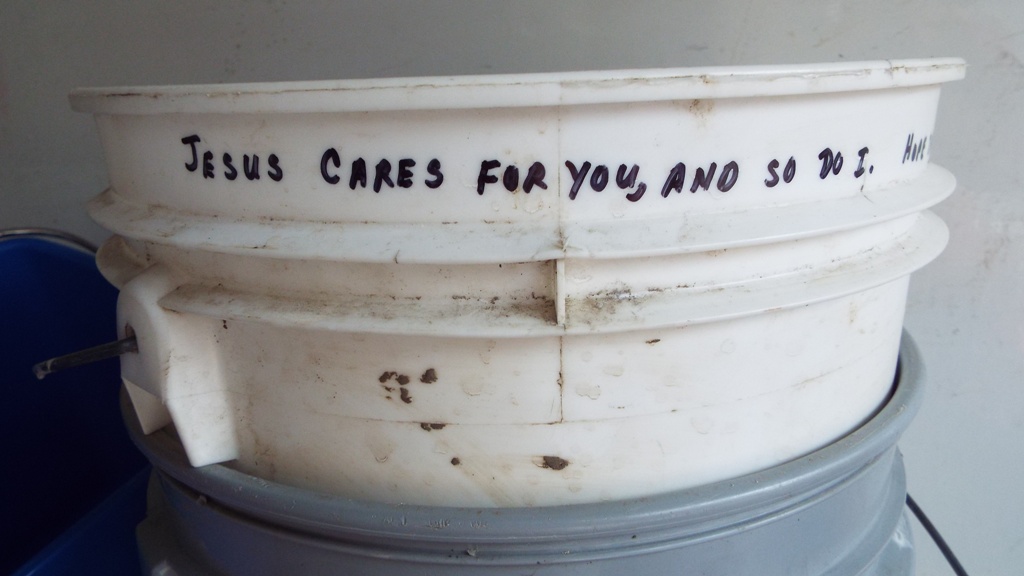 JESUS CARES FOR YOU, AND SO DO I.